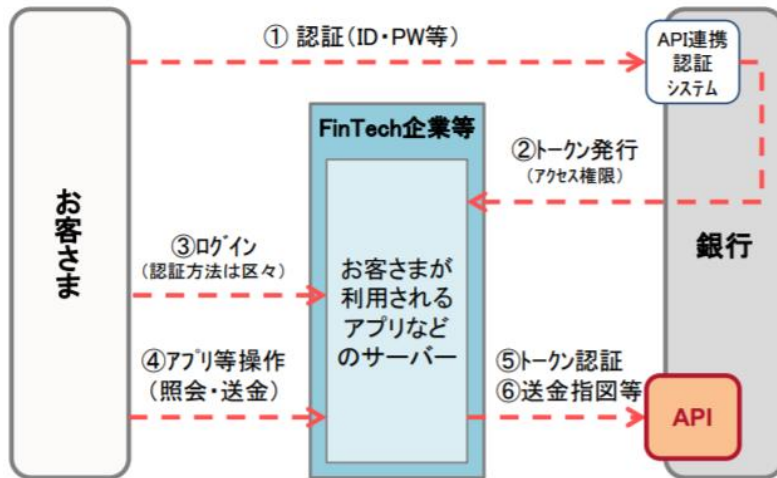 ① 認証(ID・PW等)
API連携
認証
システム
FinTech企業等
②トークン発行
(アクセス権限)
お客さま
③ログイン
(認証方法は区々)
お客さまが
利用される
アプリなど
のサーバー
銀行
④アプリ等操作
(照会・送金)
⑤トークン認証
⑥送金指図等
API